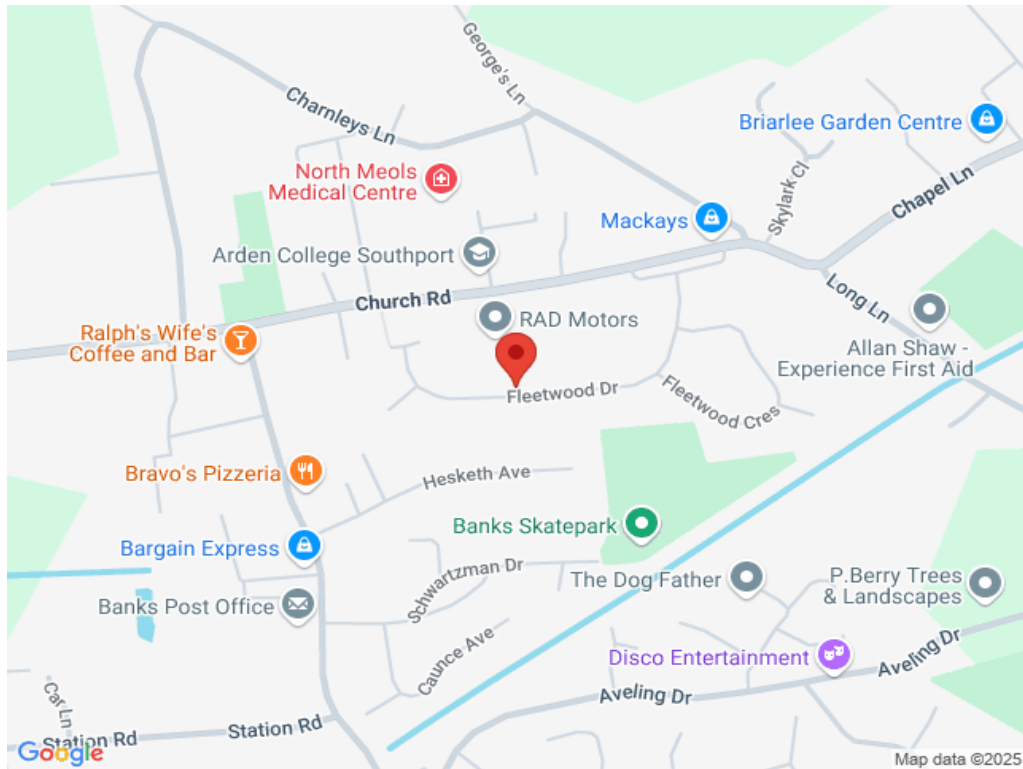 George's Ln
Charnleys Ln
Briarlee Garden Centre
North Meols
Medical Centre
Skylark Cl
Chapel Ln
Mackays
Arden College Southport
Church Rd
Long Ln
RAD Motors
Ralph's Wife's
Coffee and Bar
Allan Shaw -
Experience First Aid
Fleetwood Dr
Fleetwood Cres
Bravo's Pizzeria
Hesketh Ave
Banks Skatepark
Bargain Express
Schwartzman Dr
The Dog Father
P.Berry Trees
& Landscapes
Banks Post Office
Caunce Ave
Disco Entertainment
Aveling Dr
Aveling Dr
Car Ln
Station Rd
Station Rd
Google
Map data ©2025